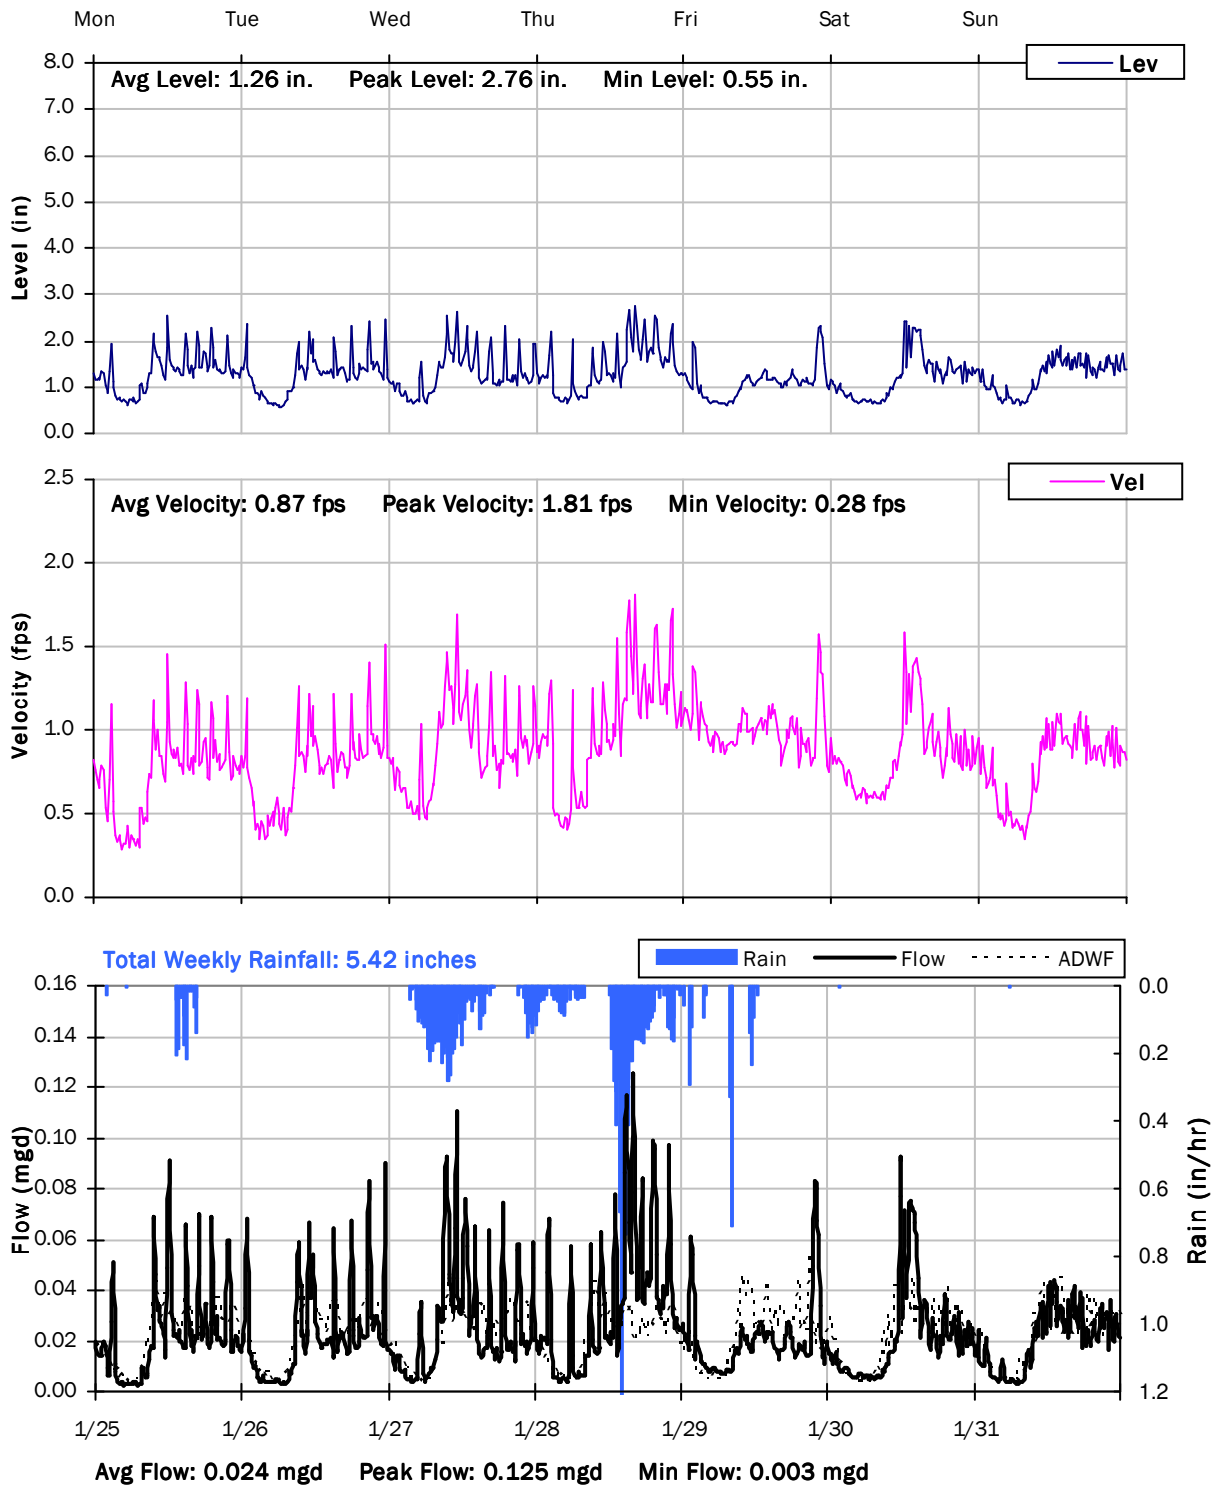 Mon Tue Wed Thu Fri Sat Sun
Lev
Avg Level: 1.26 in. Peak Level: 2.76 in. Min Level: 0.55 in.
8.0
7.0
6.0
5.0
4.0
3.0
2.0
1.0
0.0
Level (in)
Vel
Avg Velocity: 0.87 fps Peak Velocity: 1.81 fps Min Velocity: 0.28 fps
2.5
2.0
1.5
1.0
0.5
0.0
Velocity (fps)
Total Weekly Rainfall: 5.42 inches
Rain Flow ADWF
0.16
0.14
0.12
0.10
0.08
0.06
0.04
0.02
0.00
Flow (mgd)
0.0
0.2
0.4
0.6
0.8
1.0
1.2
Rain (in/hr)
1/25 1/26 1/27 1/28 1/29 1/30 1/31
Avg Flow: 0.024 mgd Peak Flow: 0.125 mgd Min Flow: 0.003 mgd